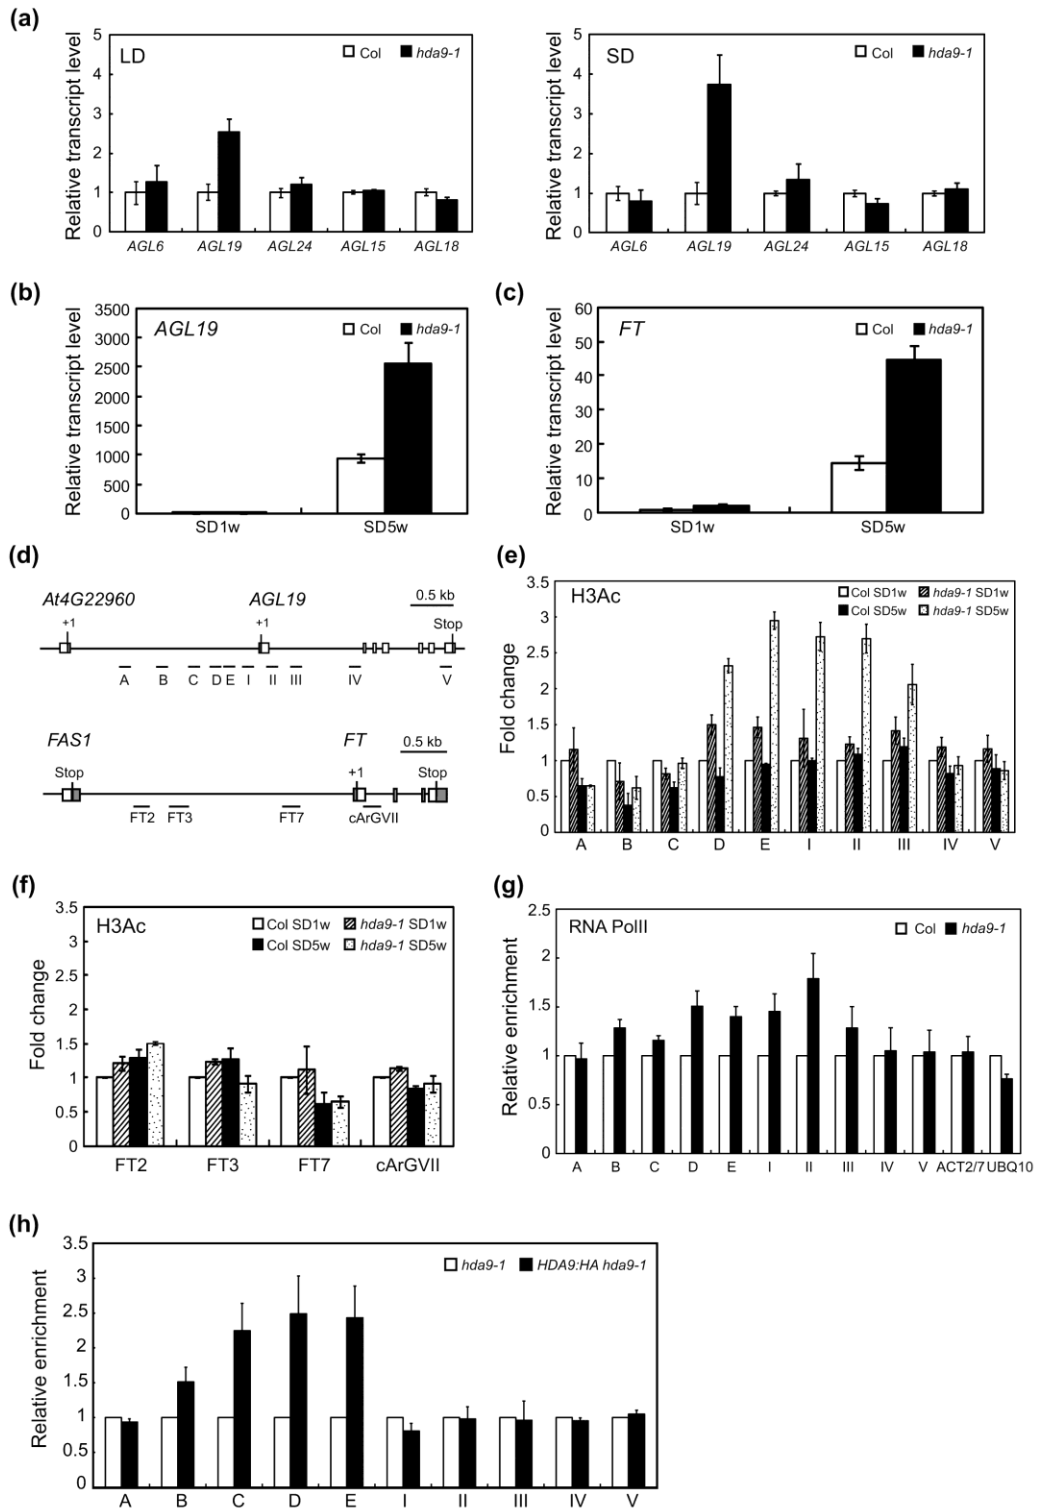 (a)
LD
Col hda9-1
Relative transcript level
5
4
3
2
1
0
AGL6 AGL19 AGL24 AGL15 AGL18
SD
Col hda9-1
Relative transcript level
5
4
3
2
1
0
AGL6 AGL19 AGL24 AGL15 AGL18
(b)
AGL19
Col hda9-1
Relative transcript level
3500
3000
2960
1500
1000
500
0
SD1w SD5w
(c)
FT
Col hda9-1
Relative transcript level
60
50
40
30
20
10
0
SD1w SD5w
(d)
At4G22960 AGL19 0.5 kb
+1 +1 Stop
A B C D E I II III IV V
FAS1 FT 0.5 kb
Stop +1 Stop
FT2 FT3 FT7 cArGVII
(e)
H3Ac
Col SD1w hda9-1 SD1w
Col SD5w hda9-1 SD5w
Fold change
3.5
3
2.5
2
1.5
1
0.5
0
A B C D E I II III IV V
(f)
H3Ac
Col SD1w hda9-1 SD1w
Col SD5w hda9-1 SD5w
Fold change
3.5
3
2.5
2
1.5
1
0.5
0
FT2 FT3 FT7 cArGVII
(g)
RNA PolII
Col hda9-1
Relative enrichment
2.5
2
1.5
1
0.5
0
A B C D E I II III IV V ACT2/7 UBQ10
(h)
hda9-1 HDA9:HA hda9-1
Relative enrichment
3.5
3
2.5
2
1.5
1
0.5
0
A B C D E I II III IV V